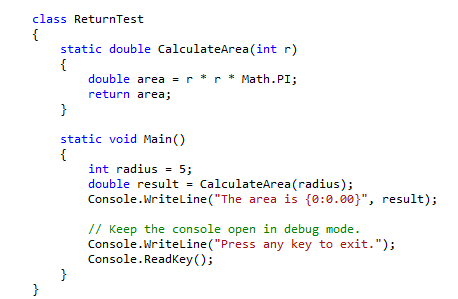 class ReturnTest
{
    static double CalculateArea(int r)
    {
        double area = r * r * Math.PI;
        return area;
    }

    static void Main()
    {
        int radius = 5;
        double result = CalculateArea(radius);
        Console.WriteLine("The area is {0:0.00}", result);

        // Keep the console open in debug mode.
        Console.WriteLine("Press any key to exit.");
        Console.ReadKey();
    }
}